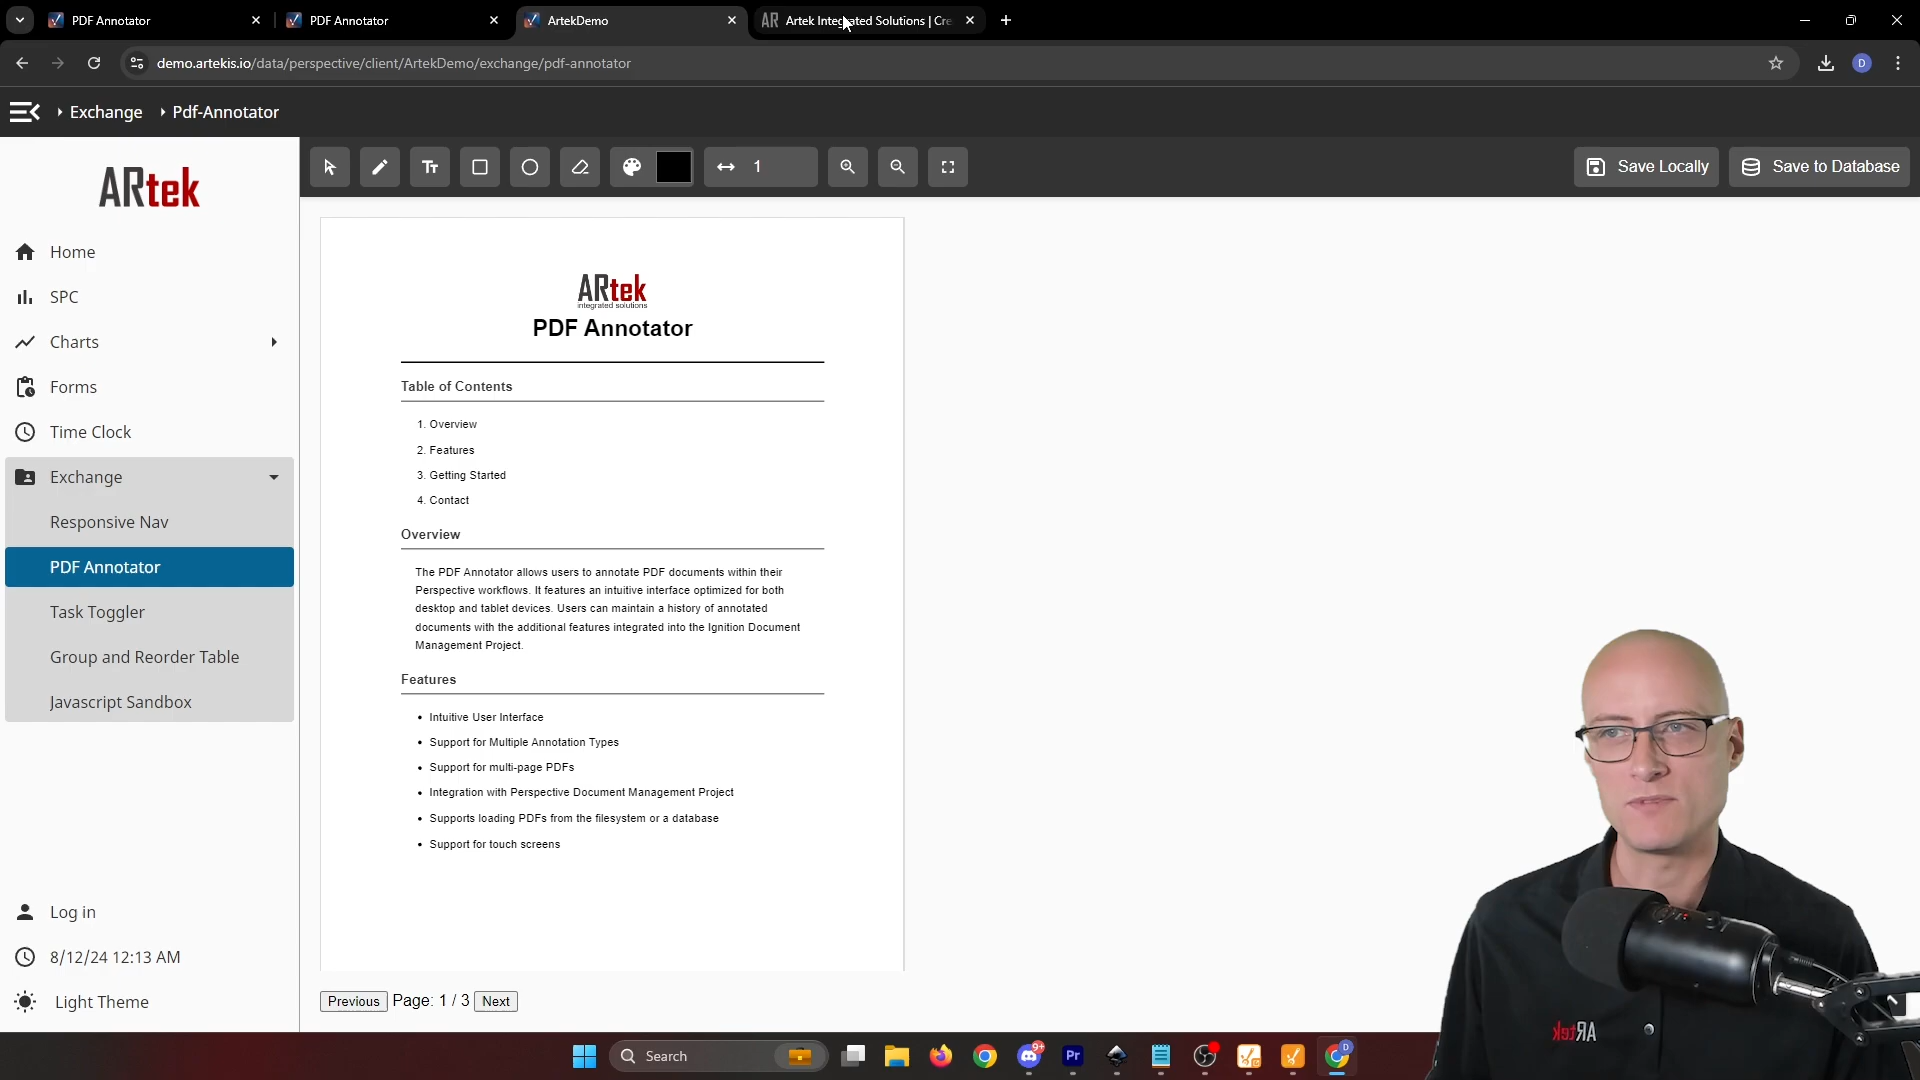 PDF Annotator
PDF Annotator
ArtekDemo
AR Artek Integrated Solutions | Cre
demo.artekis.io/data/perspective/client/ArtekDemo/exchange/pdf-annotator
D
Exchange
Pdf-Annotator
ARtek
Home
SPC
Charts
Forms
Time Clock
Exchange
Responsive Nav
PDF Annotator
Task Toggler
Group and Reorder Table
Javascript Sandbox
Log in
8/12/24 12:13 AM
Light Theme
Tr
1
Save Locally
Save to Database
ARtek
integrated solutions
PDF Annotator
Table of Contents
1. Overview
2. Features
3. Getting Started
4. Contact
Overview
The PDF Annotator allows users to annotate PDF documents within their
Perspective workflows. It features an intuitive interface optimized for both
desktop and tablet devices. Users can maintain a history of annotated
documents with the additional features integrated into the Ignition Document
Management Project.
Features
• Intuitive User Interface
• Support for Multiple Annotation Types
• Support for multi-page PDFs
• Integration with Perspective Document Management Project
• Supports loading PDFs from the filesystem or a database
• Support for touch screens
Previous Page: 1 / 3 Next
ARtek
Search
9+
Pr
D